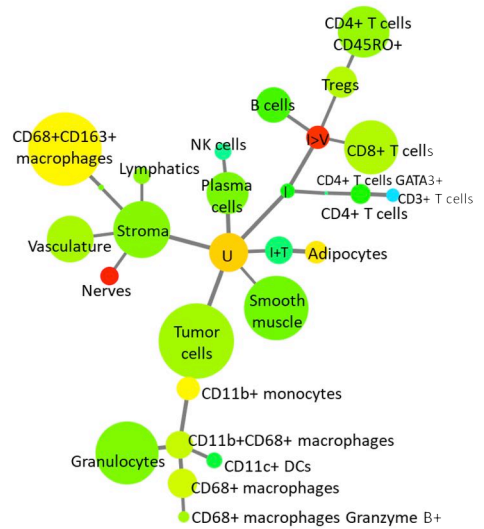 CD4+ T cells
CD45RO+
Tregs
B cells
I>V
CD8+ T cells
NK cells
CD68+CD163+
macrophages
Lymphatics
Plasma
cells
I
CD4+ T cells GATA3+
CD3+ T cells
CD4+ T cells
Stroma
Vasculature
U
I+T
Adipocytes
Nerves
Smooth
muscle
Tumor
cells
CD11b+ monocytes
CD11b+CD68+ macrophages
Granulocytes
CD11c+ DCs
CD68+ macrophages
CD68+ macrophages Granzyme B+